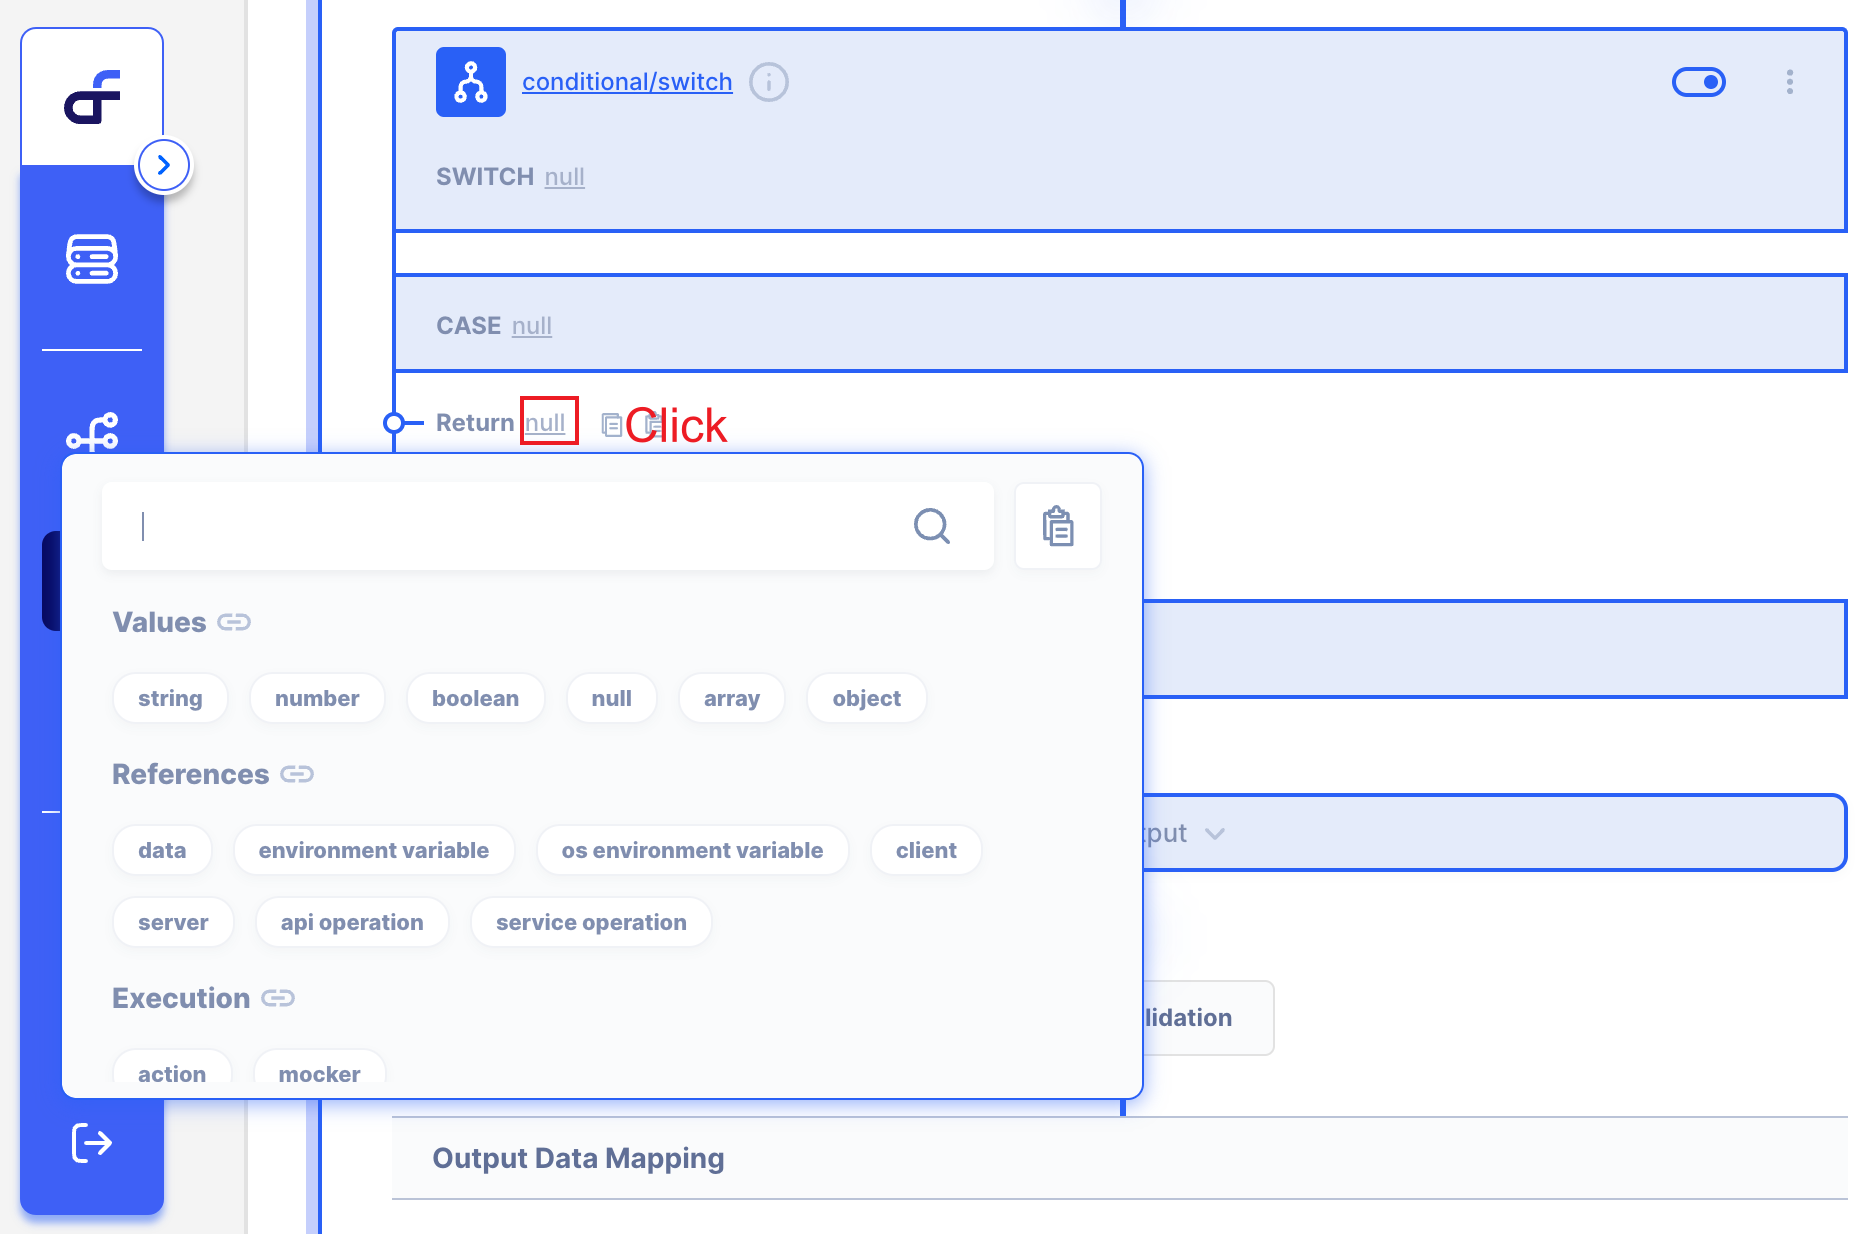 conditional/switch
SWITCH null
CASE null
Return null Click
Values
string number boolean null array object
References
data environment variable os environment variable client
tput
server api operation service operation
Execution
lidation
action mocker
Output Data Mapping